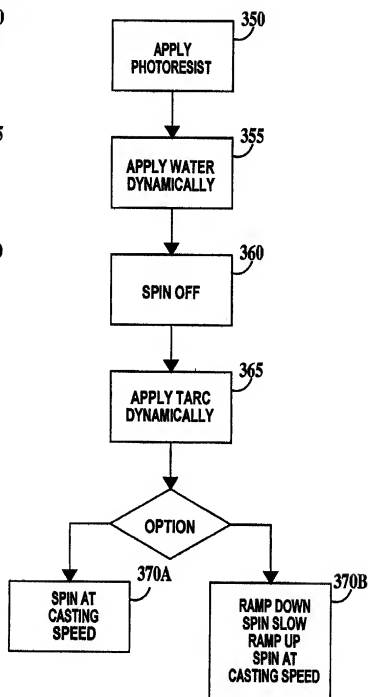 350
APPLY
PHOTORESIST
355
APPLY WATER
DYNAMICALLY
360
SPIN OFF
365
APPLY TARC
DYNAMICALLY
OPTION
370A
SPIN AT
CASTING
SPEED
370B
RAMP DOWN
SPIN SLOW
RAMP UP
SPIN AT
CASTING SPEED